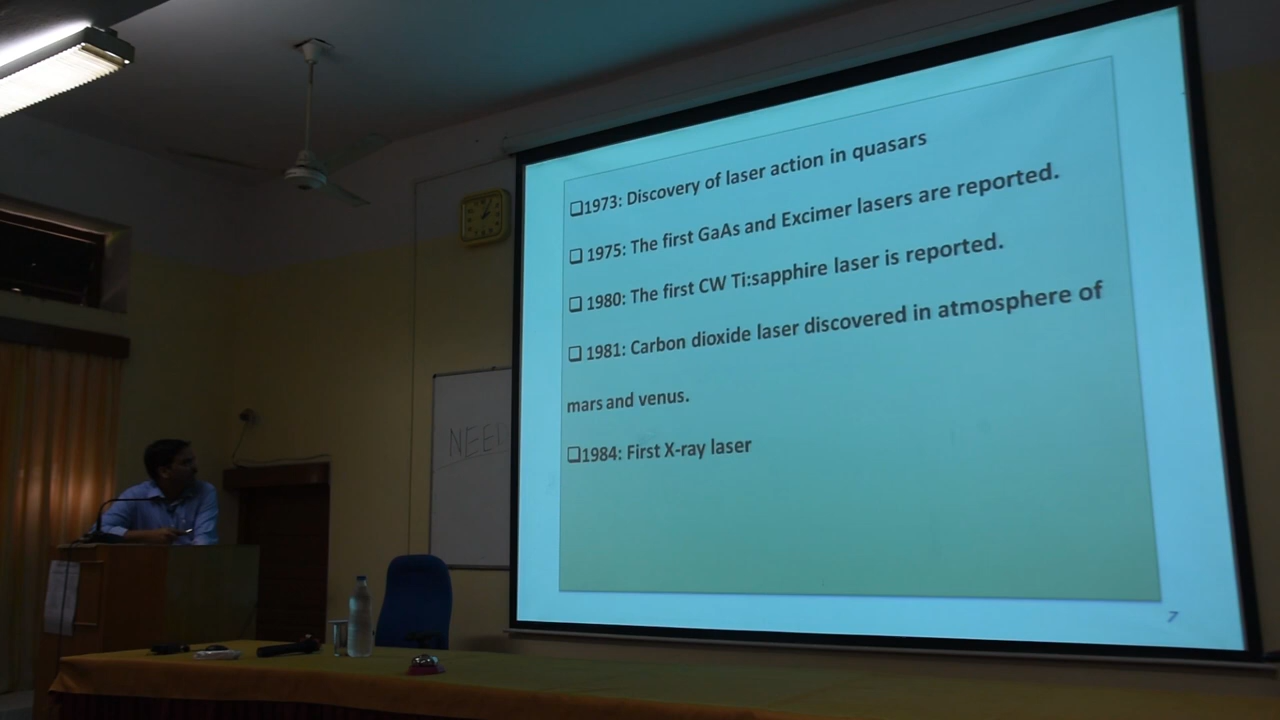 ❑1973: Discovery of laser action in quasars
❑ 1975: The first GaAs and Excimer lasers are reported.
❑ 1980: The first CW Ti:sapphire laser is reported.
❑ 1981: Carbon dioxide laser discovered in atmosphere of
mars and venus.
❑1984: First X-ray laser
7
NEED